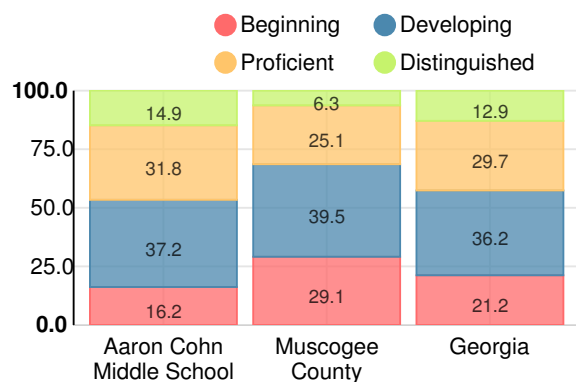 Beginning
Developing
Proficient
Distinguished
100.0
75.0
50.0
25.0
0.0
14.9
31.8
37.2
16.2
6.3
25.1
39.5
29.1
12.9
29.7
36.2
21.2
Aaron Cohn
Middle School
Muscogee
County
Georgia